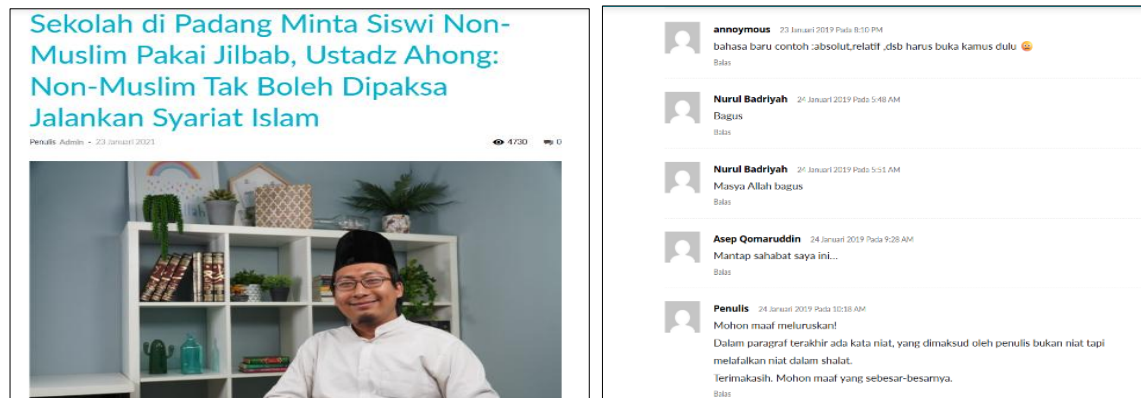 Sekolah di Padang Minta Siswi Non-
Muslim Pakai Jilbab, Ustadz Ahong:
Non-Muslim Tak Boleh Dipaksa
Jalankan Syariat Islam
Penulis Admin - 23 Januari 2021 4730 0
annoymous 23 Januari 2019 Pada 8:50 PM
bahasa baru contoh :absolut,relatif ,dsb harus buka kamus dulu 😛
Balas
Nurul Badriyah 24 Januari 2019 Pada 5:48 AM
Bagus
Balas
Nurul Badriyah 24 Januari 2019 Pada 5:51 AM
Masya Allah bagus
Balas
Asep Qomaruddin 24 Januari 2019 Pada 9:28 AM
Mantap sahabat saya ini...
Balas
Penulis 24 Januari 2019 Pada 10:18 AM
Mohon maaf meluruskan!
Dalam paragraf terakhir ada kata niat, yang dimaksud oleh penulis bukan niat tapi
melafalkan niat dalam shalat.
Terimakasih. Mohon maaf yang sebesar-besarnya.
Balas